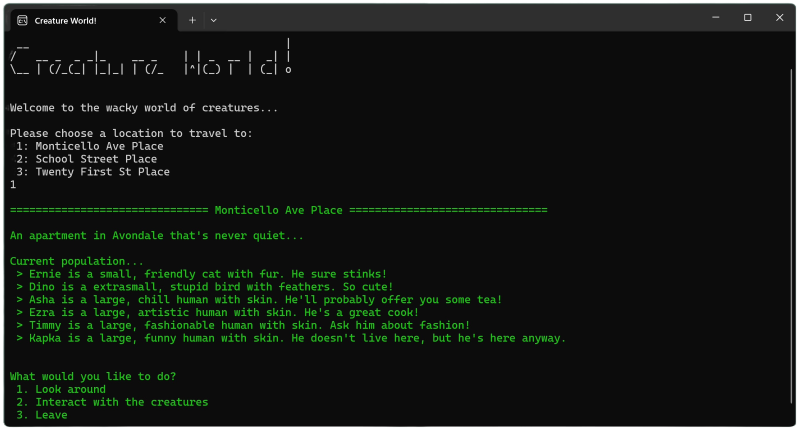 Creature World!
Welcome to the wacky world of creatures...
Please choose a location to travel to:
1: Monticello Ave Place
2: School Street Place
3: Twenty First St Place
1
=============================== Monticello Ave Place ===============================
An apartment in Avondale that's never quiet...
Current population...
> Ernie is a small, friendly cat with fur. He sure stinks!
> Dino is a extrasmall, stupid bird with feathers. So cute!
> Asha is a large, chill human with skin. He'll probably offer you some tea!
> Ezra is a large, artistic human with skin. He's a great cook!
> Timmy is a large, fashionable human with skin. Ask him about fashion!
> Kapka is a large, funny human with skin. He doesn't live here, but he's here anyway.
What would you like to do?
1. Look around
2. Interact with the creatures
3. Leave